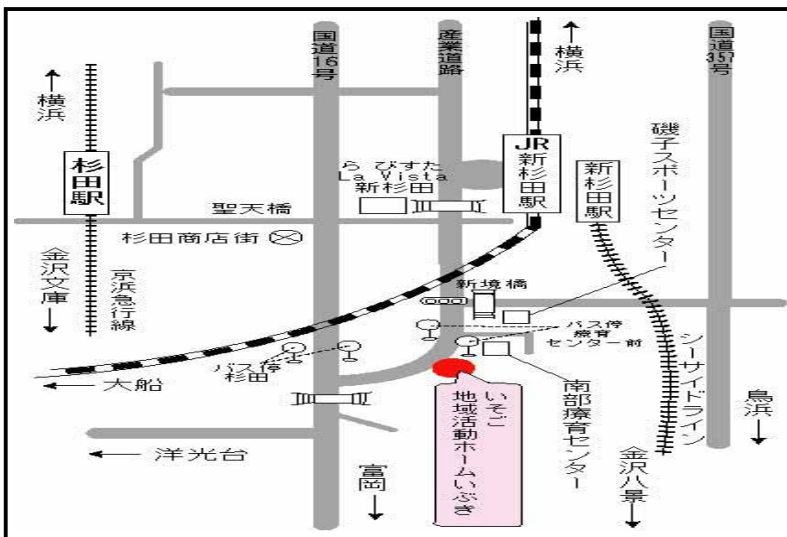 国道16号
産業道路
横浜
国道357号
横浜
杉田駅
らびすた
La Vista
新杉田
JR
新杉田駅
新杉田駅
磯子スポーツセンター
聖天橋
杉田商店街
金沢文庫
京浜急行線
新境橋
バス停
療育
センター前
バス停
杉田
大船
いそご
地域活動ホームいぶき
南部療育センター
シーサイドライン
鳥浜
洋光台
富岡
金沢八景